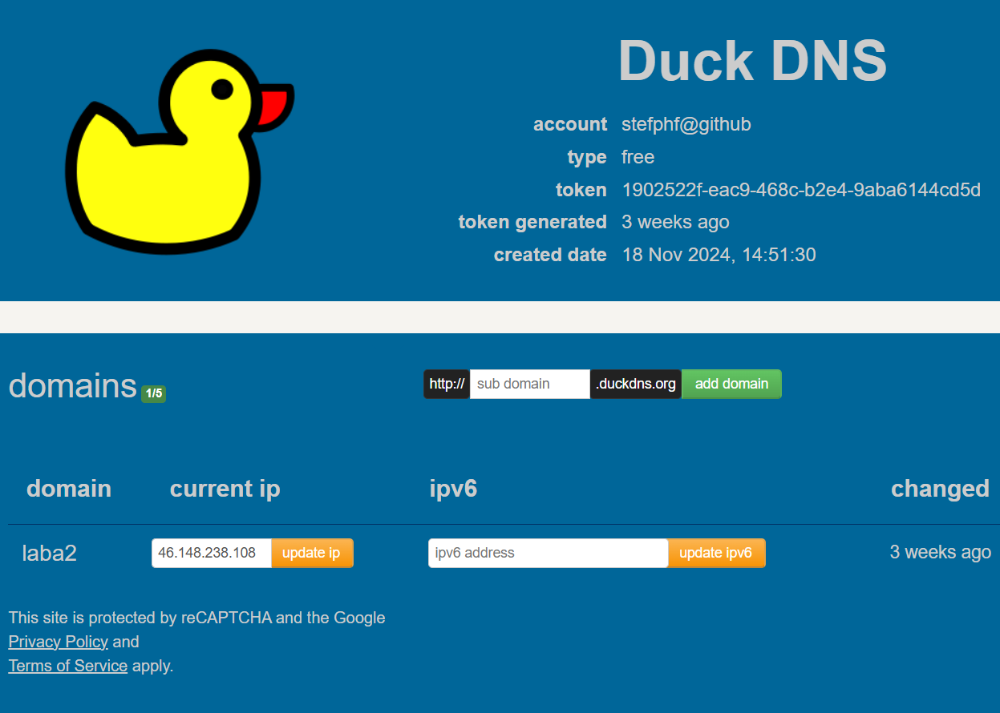 Duck DNS
account stefphf@github
type free
token 1902522f-eac9-468c-b2e4-9aba6144cd5d
token generated 3 weeks ago
created date 18 Nov 2024, 14:51:30
domains 1/5 http:// sub domain .duckdns.org add domain
domain current ip ipv6 changed
laba2 46.148.238.108 update ip ipv6 address update ipv6 3 weeks ago
This site is protected by reCAPTCHA and the Google
Privacy Policy and
Terms of Service apply.